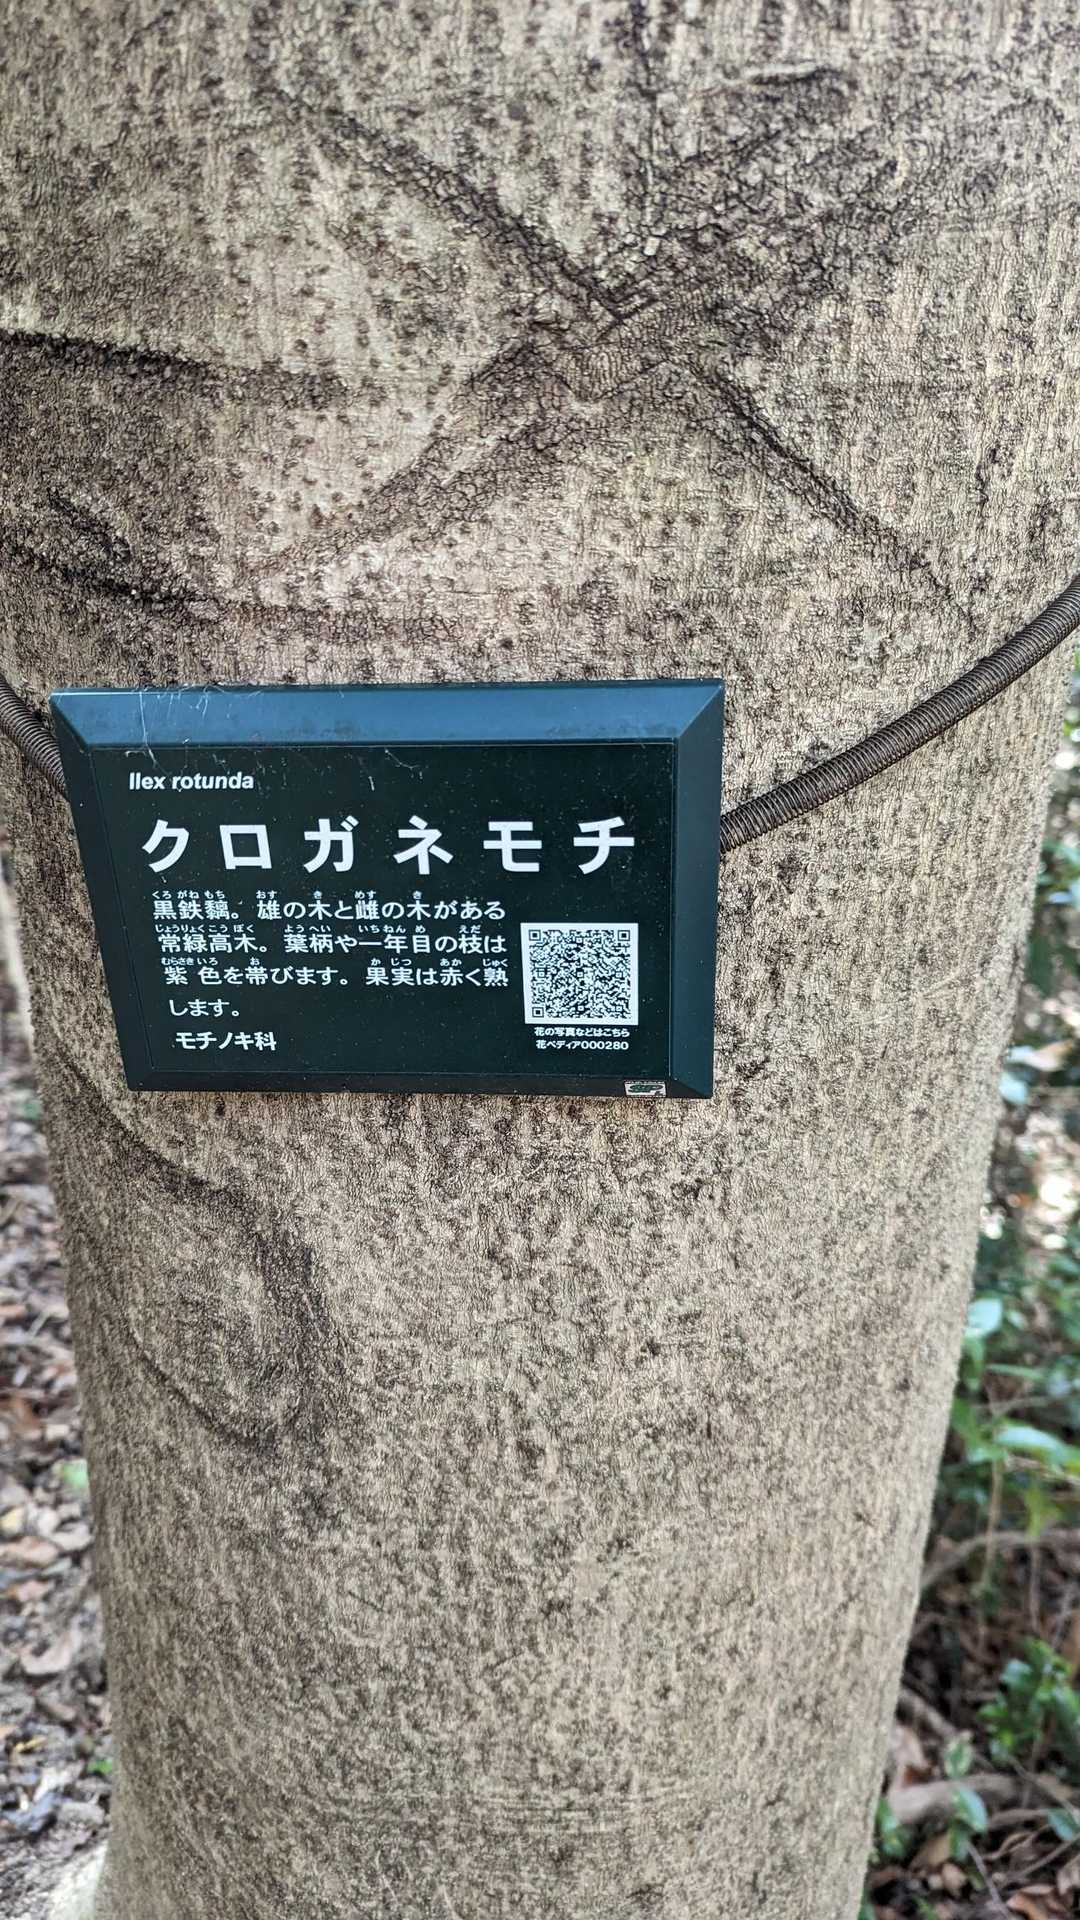 Ilex rotunda
クロガネモチ
くろ がね もち おす き めす き
黒鉄黐。雄の木と雌の木がある
じょうりょくこうぼく ようへい いちねん め えだ
常緑高木。葉柄や一年目の枝は
むらさきいろ お か じつ あか じゅく
紫色を帯びます。果実は赤く熟
します。
モチノキ科
花の写真などはこちら
花ペディア000280